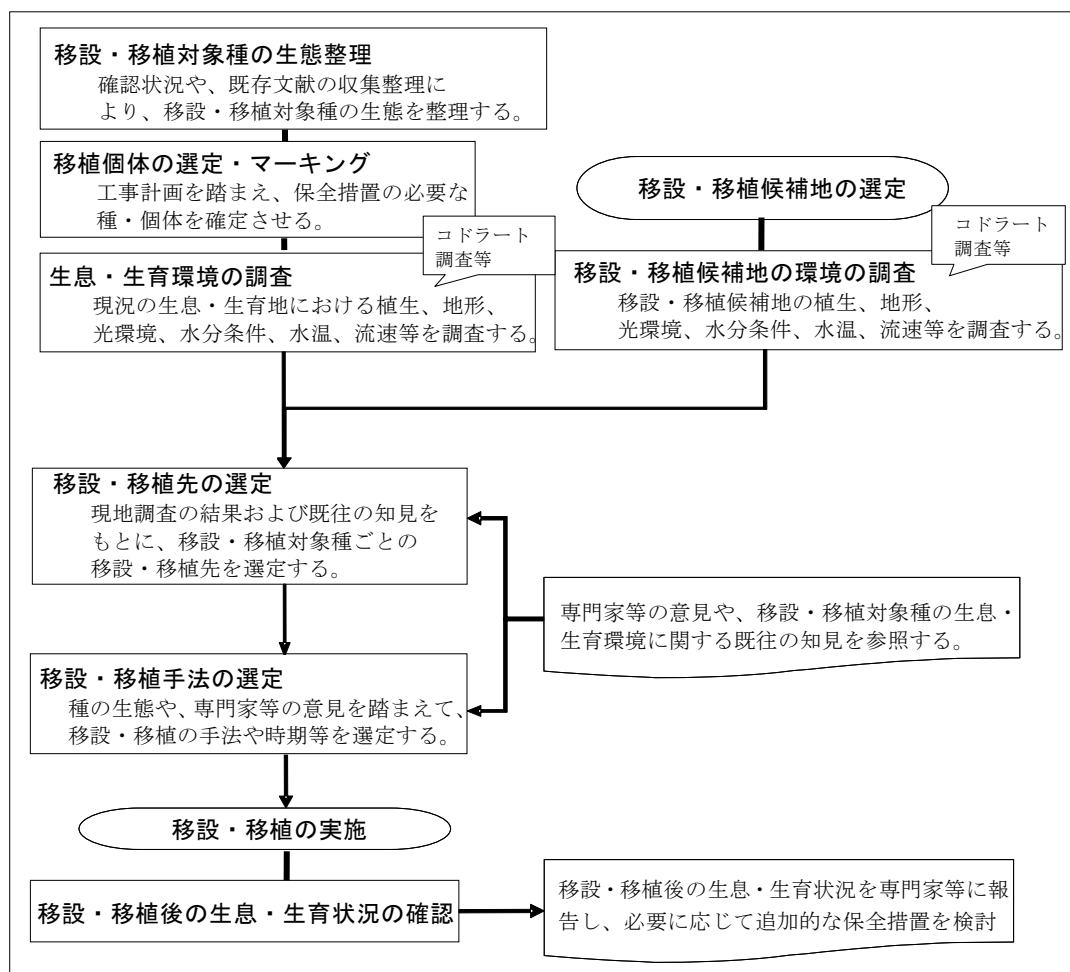 移設・移植対象種の生態整理
確認状況や、既存文献の収集整理に
より、移設・移植対象種の生態を整理する。
移植個体の選定・マーキング
工事計画を踏まえ、保全措置の必要な
種・個体を確定させる。
コドラート
調査等
生息・生育環境の調査
現況の生息・生育地における植生、地形、
光環境、水分条件、水温、流速等を調査する。
移設・移植候補地の選定
コドラート
調査等
移設・移植候補地の環境の調査
移設・移植候補地の植生、地形、
光環境、水分条件、水温、流速等を調査する。
移設・移植先の選定
現地調査の結果および既往の知見を
もとに、移設・移植対象種ごとの
移設・移植先を選定する。
専門家等の意見や、移設・移植対象種の生息・
生育環境に関する既往の知見を参照する。
移設・移植手法の選定
種の生態や、専門家等の意見を踏まえて、
移設・移植の手法や時期等を選定する。
移設・移植の実施
移設・移植後の生息・生育状況の確認
移設・移植後の生息・生育状況を専門家等に報
告し、必要に応じて追加的な保全措置を検討